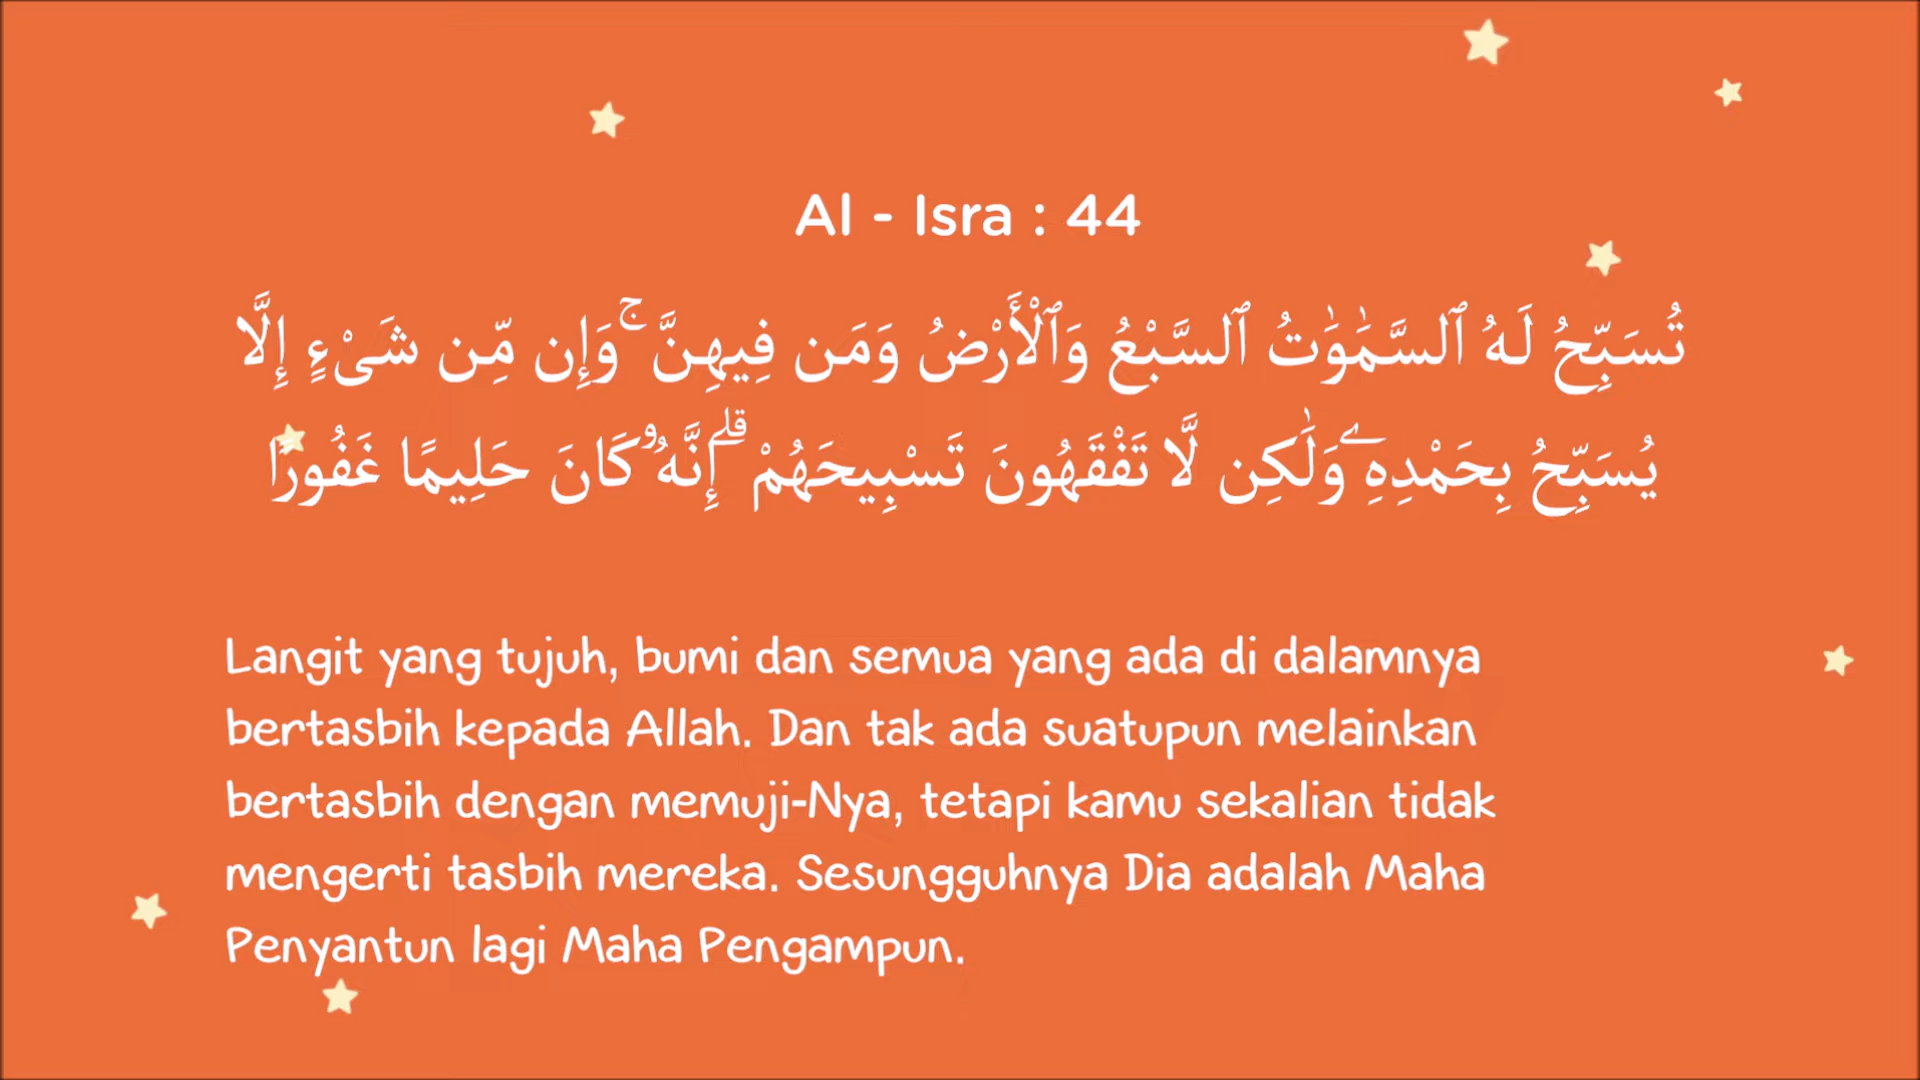 Al - Isra : 44
تُسَبِّحُ لَهُ ٱلسَّمَٰوَٰتُ ٱلسَّبْعُ وَٱلْأَرْضُ وَمَن فِيهِنَّ ۚ وَإِن مِّن شَىْءٍ إِلَّا
يُسَبِّحُ بِحَمْدِهِۦ وَلَٰكِن لَّا تَفْقَهُونَ تَسْبِيحَهُمْ ۗ إِنَّهُۥ كَانَ حَلِيمًا غَفُورًا
Langit yang tujuh, bumi dan semua yang ada di dalamnya
bertasbih kepada Allah. Dan tak ada suatupun melainkan
bertasbih dengan memuji-Nya, tetapi kamu sekalian tidak
mengerti tasbih mereka. Sesungguhnya Dia adalah Maha
Penyantun lagi Maha Pengampun.